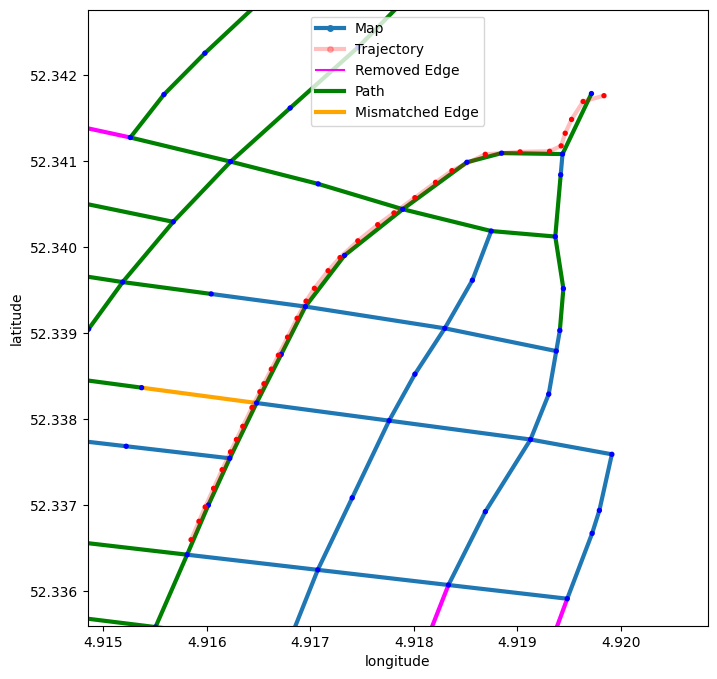 Map
Trajectory
Removed Edge
Path
Mismatched Edge
52.342
52.341
52.340
52.339
52.338
52.337
52.336
latitude
4.915 4.916 4.917 4.918 4.919 4.920
longitude